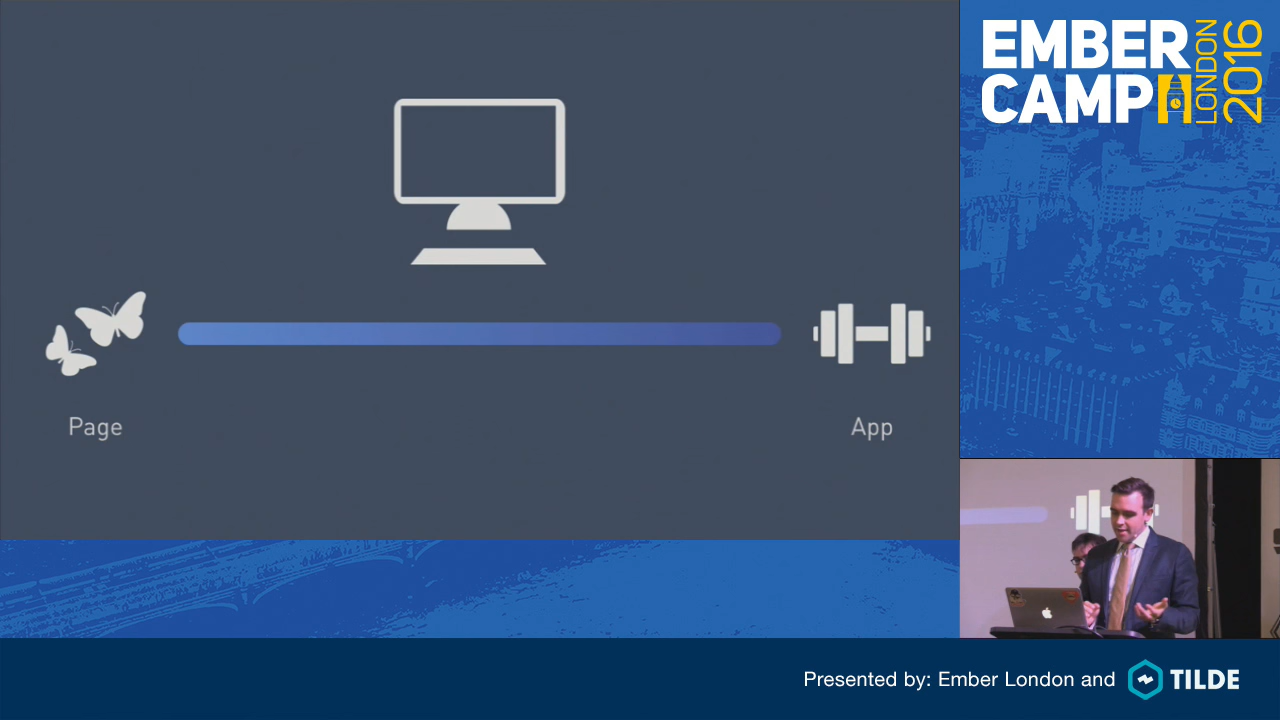 EMBER
CAMP
LONDON
2016
Page
App
Presented by: Ember London and TILDE